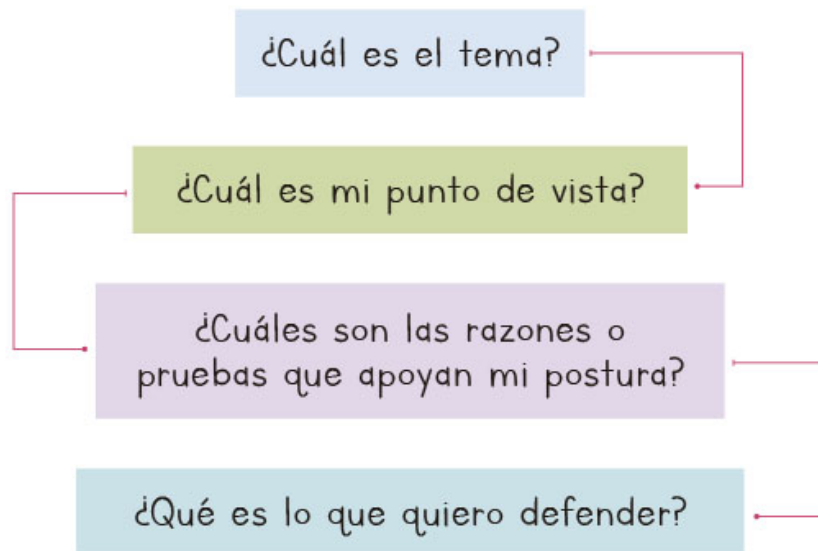 ¿Cuál es el tema?
¿Cuál es mi punto de vista?
¿Cuáles son las razones o
pruebas que apoyan mi postura?
¿Qué es lo que quiero defender?